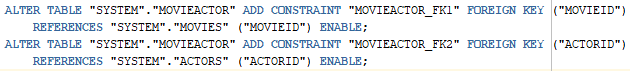 ALTER TABLE "SYSTEM"."MOVIEACTOR" ADD CONSTRAINT "MOVIEACTOR_FK1" FOREIGN KEY ("MOVIEID")
REFERENCES "SYSTEM"."MOVIES" ("MOVIEID") ENABLE;
ALTER TABLE "SYSTEM"."MOVIEACTOR" ADD CONSTRAINT "MOVIEACTOR_FK2" FOREIGN KEY ("ACTORID")
REFERENCES "SYSTEM"."ACTORS" ("ACTORID") ENABLE;